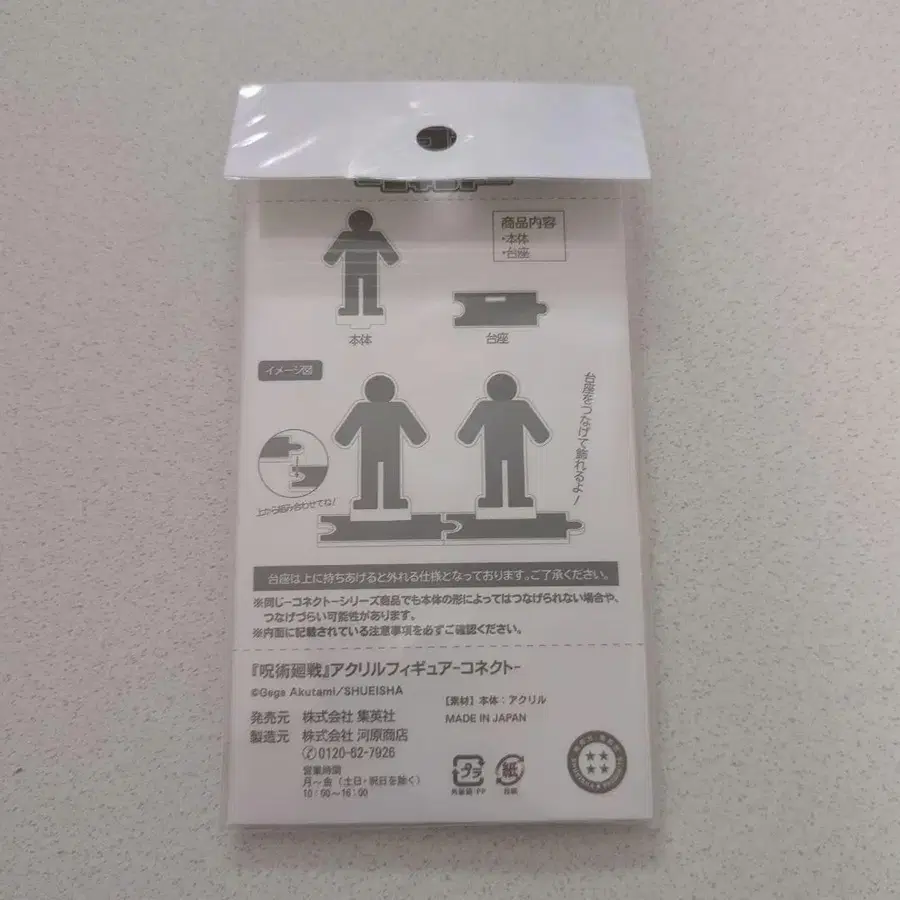 商品内容
・本体
・台座
本体
台座
イメージ図
台座をつなげて飾れるよ！
上から組み合わせてね！
台座は上に持ちあげると外れる仕様となっております。ご了承ください。
※同じ-コネクト-シリーズ商品でも本体の形によってはつなげられない場合や、
つなげづらい可能性があります。
※内面に記載されている注意事項を必ずご確認ください。
『呪術廻戦』アクリルフィギュア-コネクト-
©Gege Akutami/SHUEISHA
【素材】本体：アクリル
MADE IN JAPAN
発売元 株式会社 集英社
製造元 株式会社 河原商店
0120-62-7926
営業時間
月～金（土日・祝日を除く）
10：00～16：00
プラ
外装袋:PP
紙
台紙